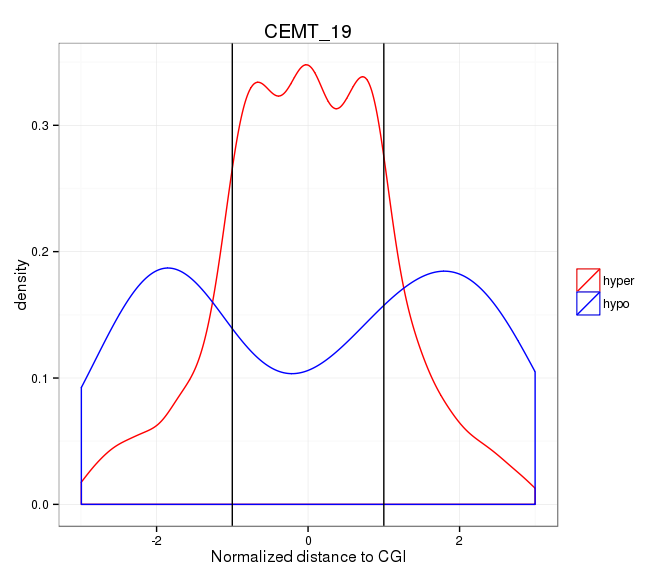 CEMT_19
0.3
0.2
0.1
0.0
density
-2
0
2
Normalized distance to CGI
hyper
hypo